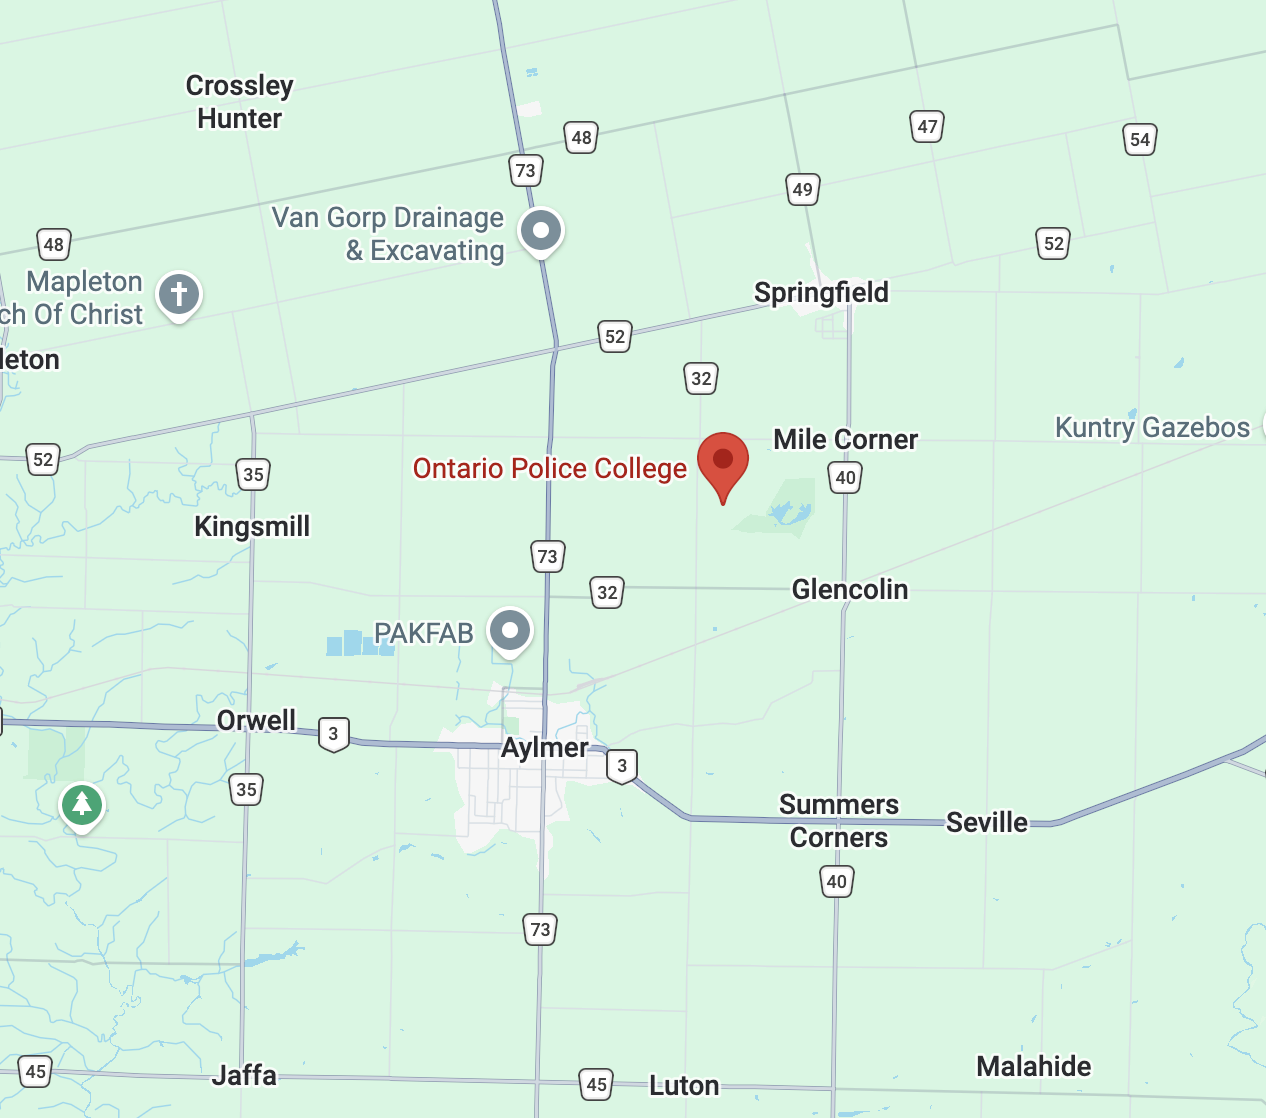 Crossley
Hunter
48
47
54
73
49
Van Gorp Drainage
& Excavating
48
52
Mapleton
ch Of Christ
Springfield
52
leton
32
Kuntry Gazebos
Mile Corner
52
Ontario Police College
35
40
Kingsmill
73
32
Glencolin
PAKFAB
Orwell
3
Aylmer
3
35
Summers
Corners
Seville
40
73
Malahide
45
Jaffa
45
Luton